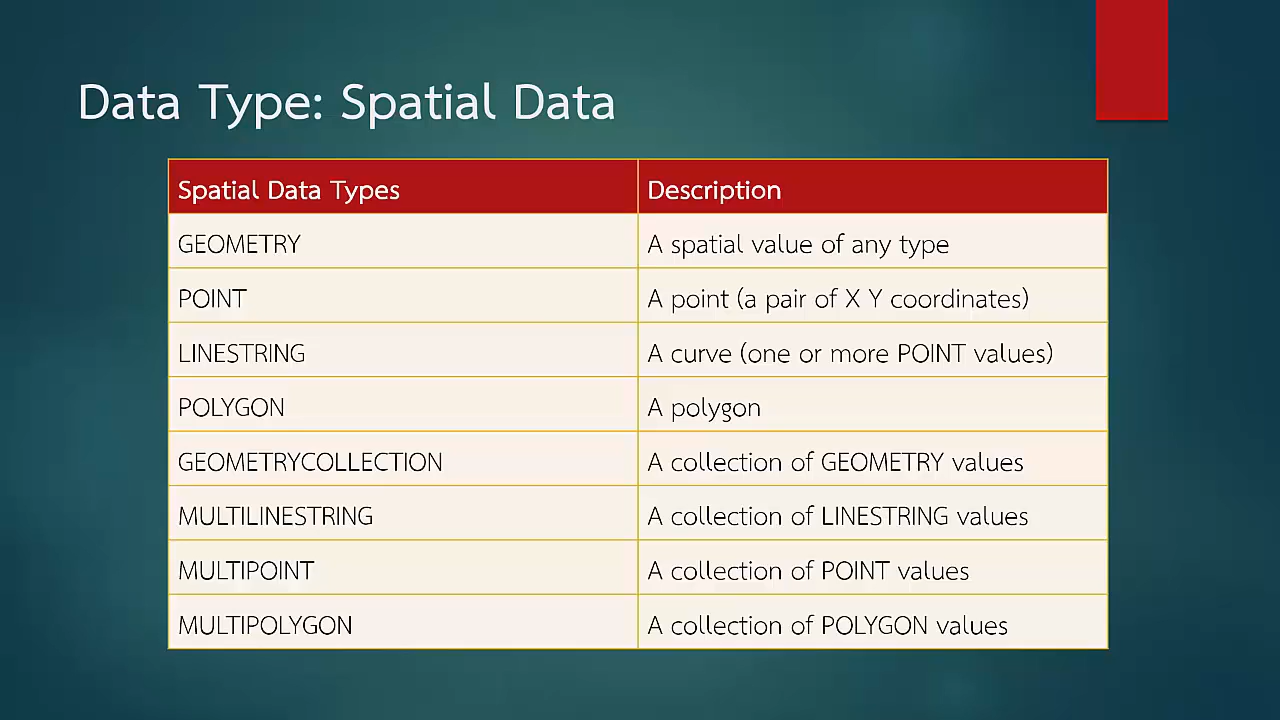 Data Type: Spatial Data
Spatial Data Types Description
GEOMETRY A spatial value of any type
POINT A point (a pair of X Y coordinates)
LINESTRING A curve (one or more POINT values)
POLYGON A polygon
GEOMETRYCOLLECTION A collection of GEOMETRY values
MULTILINESTRING A collection of LINESTRING values
MULTIPOINT A collection of POINT values
MULTIPOLYGON A collection of POLYGON values